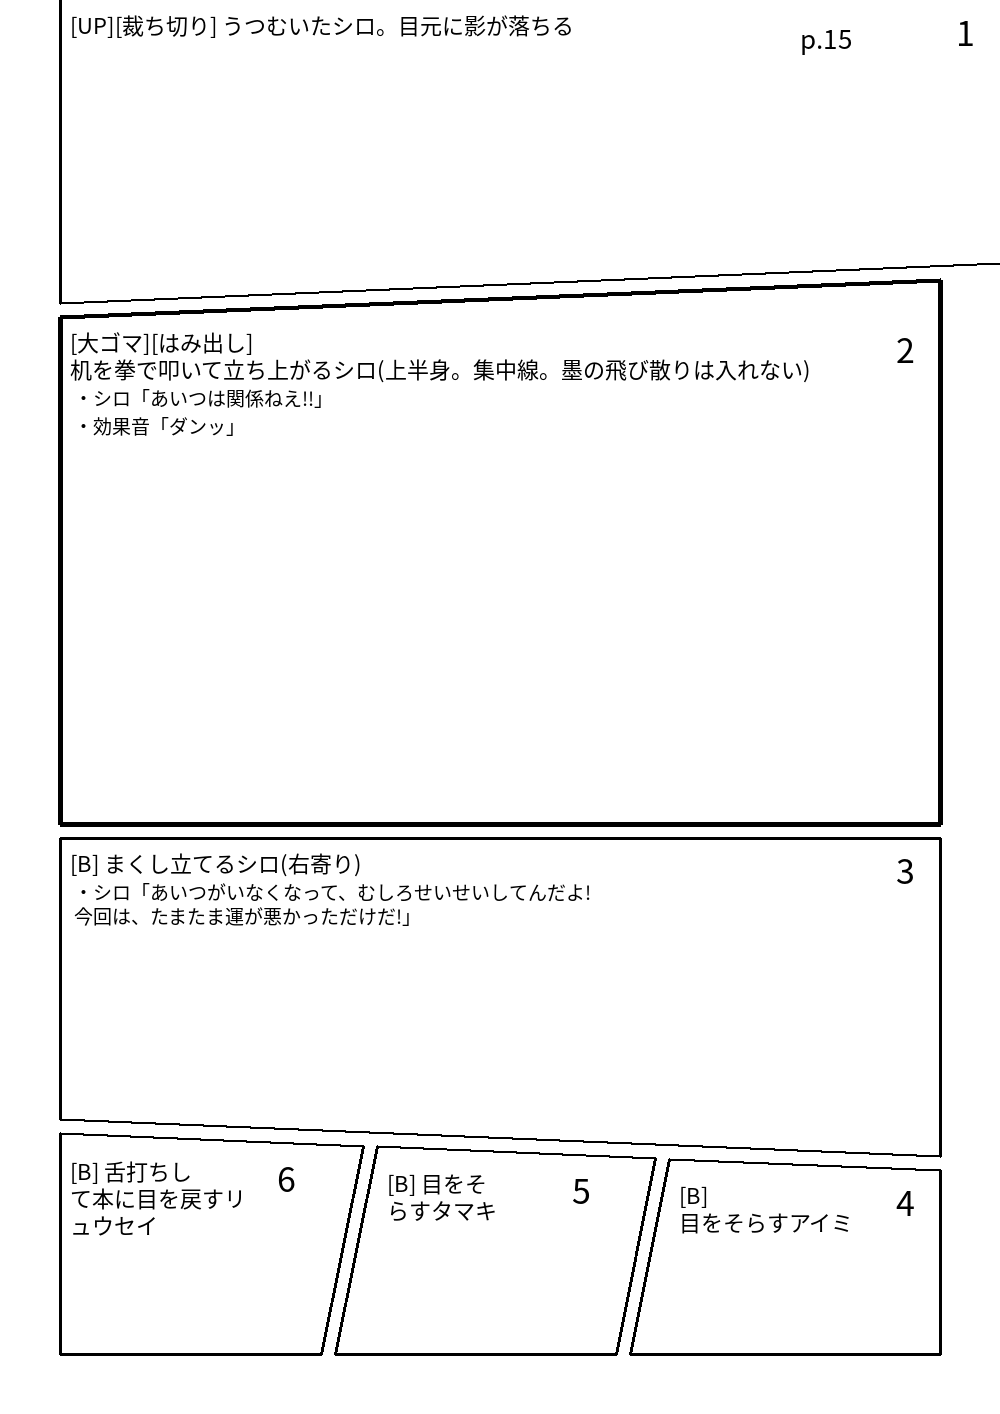 [UP][裁ち切り] うつむいたシロ。目元に影が落ちる
p.15
1
[大ゴマ][はみ出し]
机を拳で叩いて立ち上がるシロ(上半身。集中線。墨の飛び散りは入れない)
・シロ「あいつは関係ねえ!!」
・効果音「ダンッ」
2
[B] まくし立てるシロ(右寄り)
・シロ「あいつがいなくなって、むしろせいせいしてんだよ!
今回は、たまたま運が悪かっただけだ!」
3
[B]
目をそらすアイミ
4
[B] 目をそ
らすタマキ
5
[B] 舌打ちし
て本に目を戻すリ
ュウセイ
6